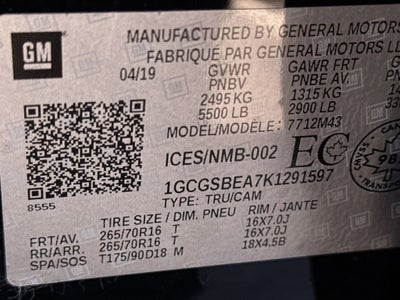 GM
MANUFACTURED BY GENERAL MOTORS
FABRIQUÉ PAR GENERAL MOTORS LL
04/19 GVWR GAWR FRT
PNBV PNBE AV.
2495 KG 1315 KG
5500 LB 2900 LB
MODEL/MODÈLE: 7712M43
ICES/NMB-002 EC
8555
1GCGSBEA7K1291597
TRU/CAM
TIRE SIZE / DIM. PNEU RIM / JANTE
FRT/AV. 265/70R16 T 16X7.0J
RR/ARR. 265/70R16 T 16X7.0J
SPA/SOS T175/90D18 M 18X4.5B